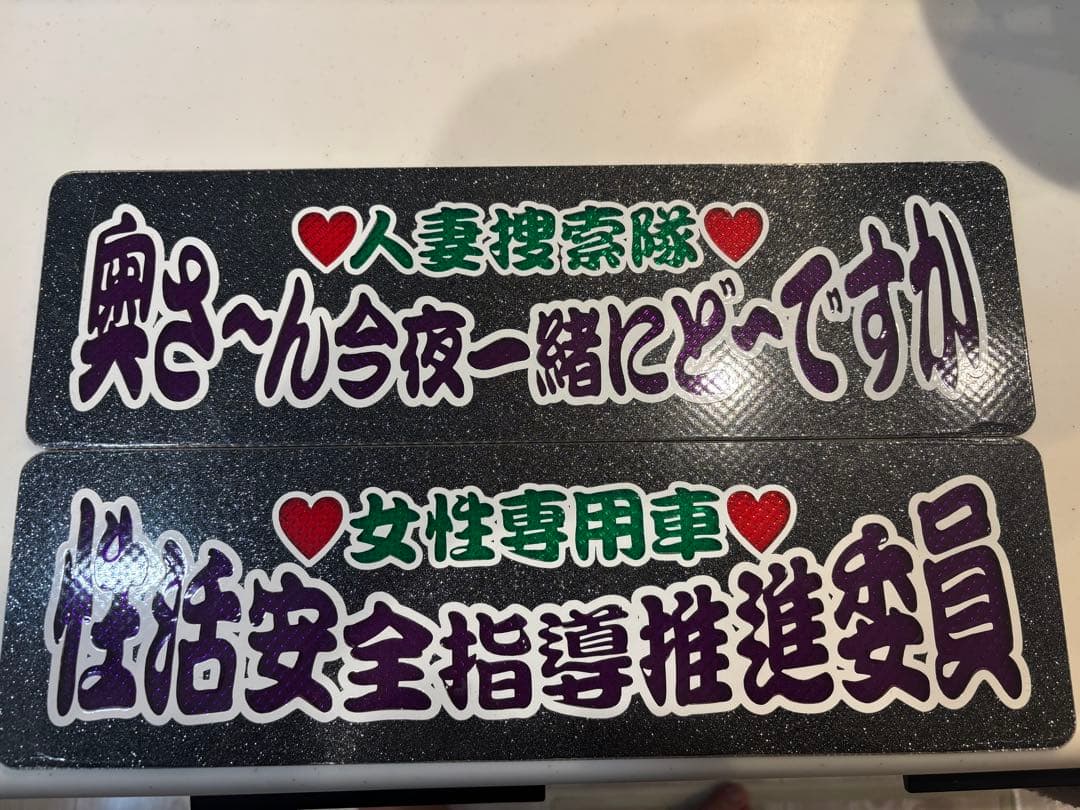 ♥人妻捜索隊♥
奥さ〜ん今夜一緒にど〜ですか
♥女性専用車♥
性活安全指導推進委員